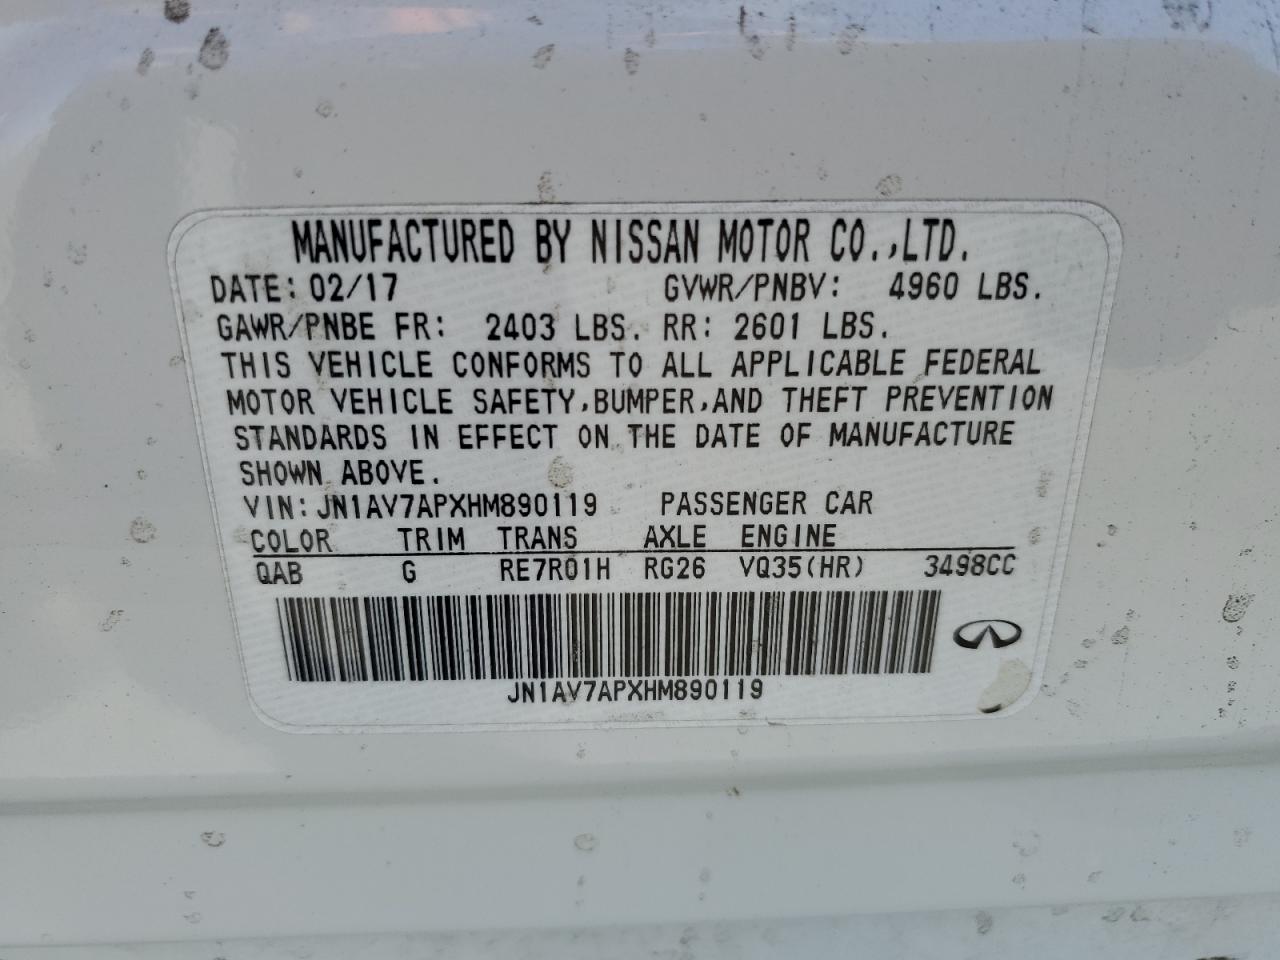 MANUFACTURED BY NISSAN MOTOR CO.,LTD.
DATE: 02/17 GVWR/PNBV: 4960 LBS.
GAWR/PNBE FR: 2403 LBS. RR: 2601 LBS.
THIS VEHICLE CONFORMS TO ALL APPLICABLE FEDERAL
MOTOR VEHICLE SAFETY,BUMPER,AND THEFT PREVENTION
STANDARDS IN EFFECT ON THE DATE OF MANUFACTURE
SHOWN ABOVE.
VIN: JN1AV7APXHM890119 PASSENGER CAR
COLOR TRIM TRANS AXLE ENGINE
QAB G RE7R01H RG26 VQ35(HR) 3498CC
JN1AV7APXHM890119